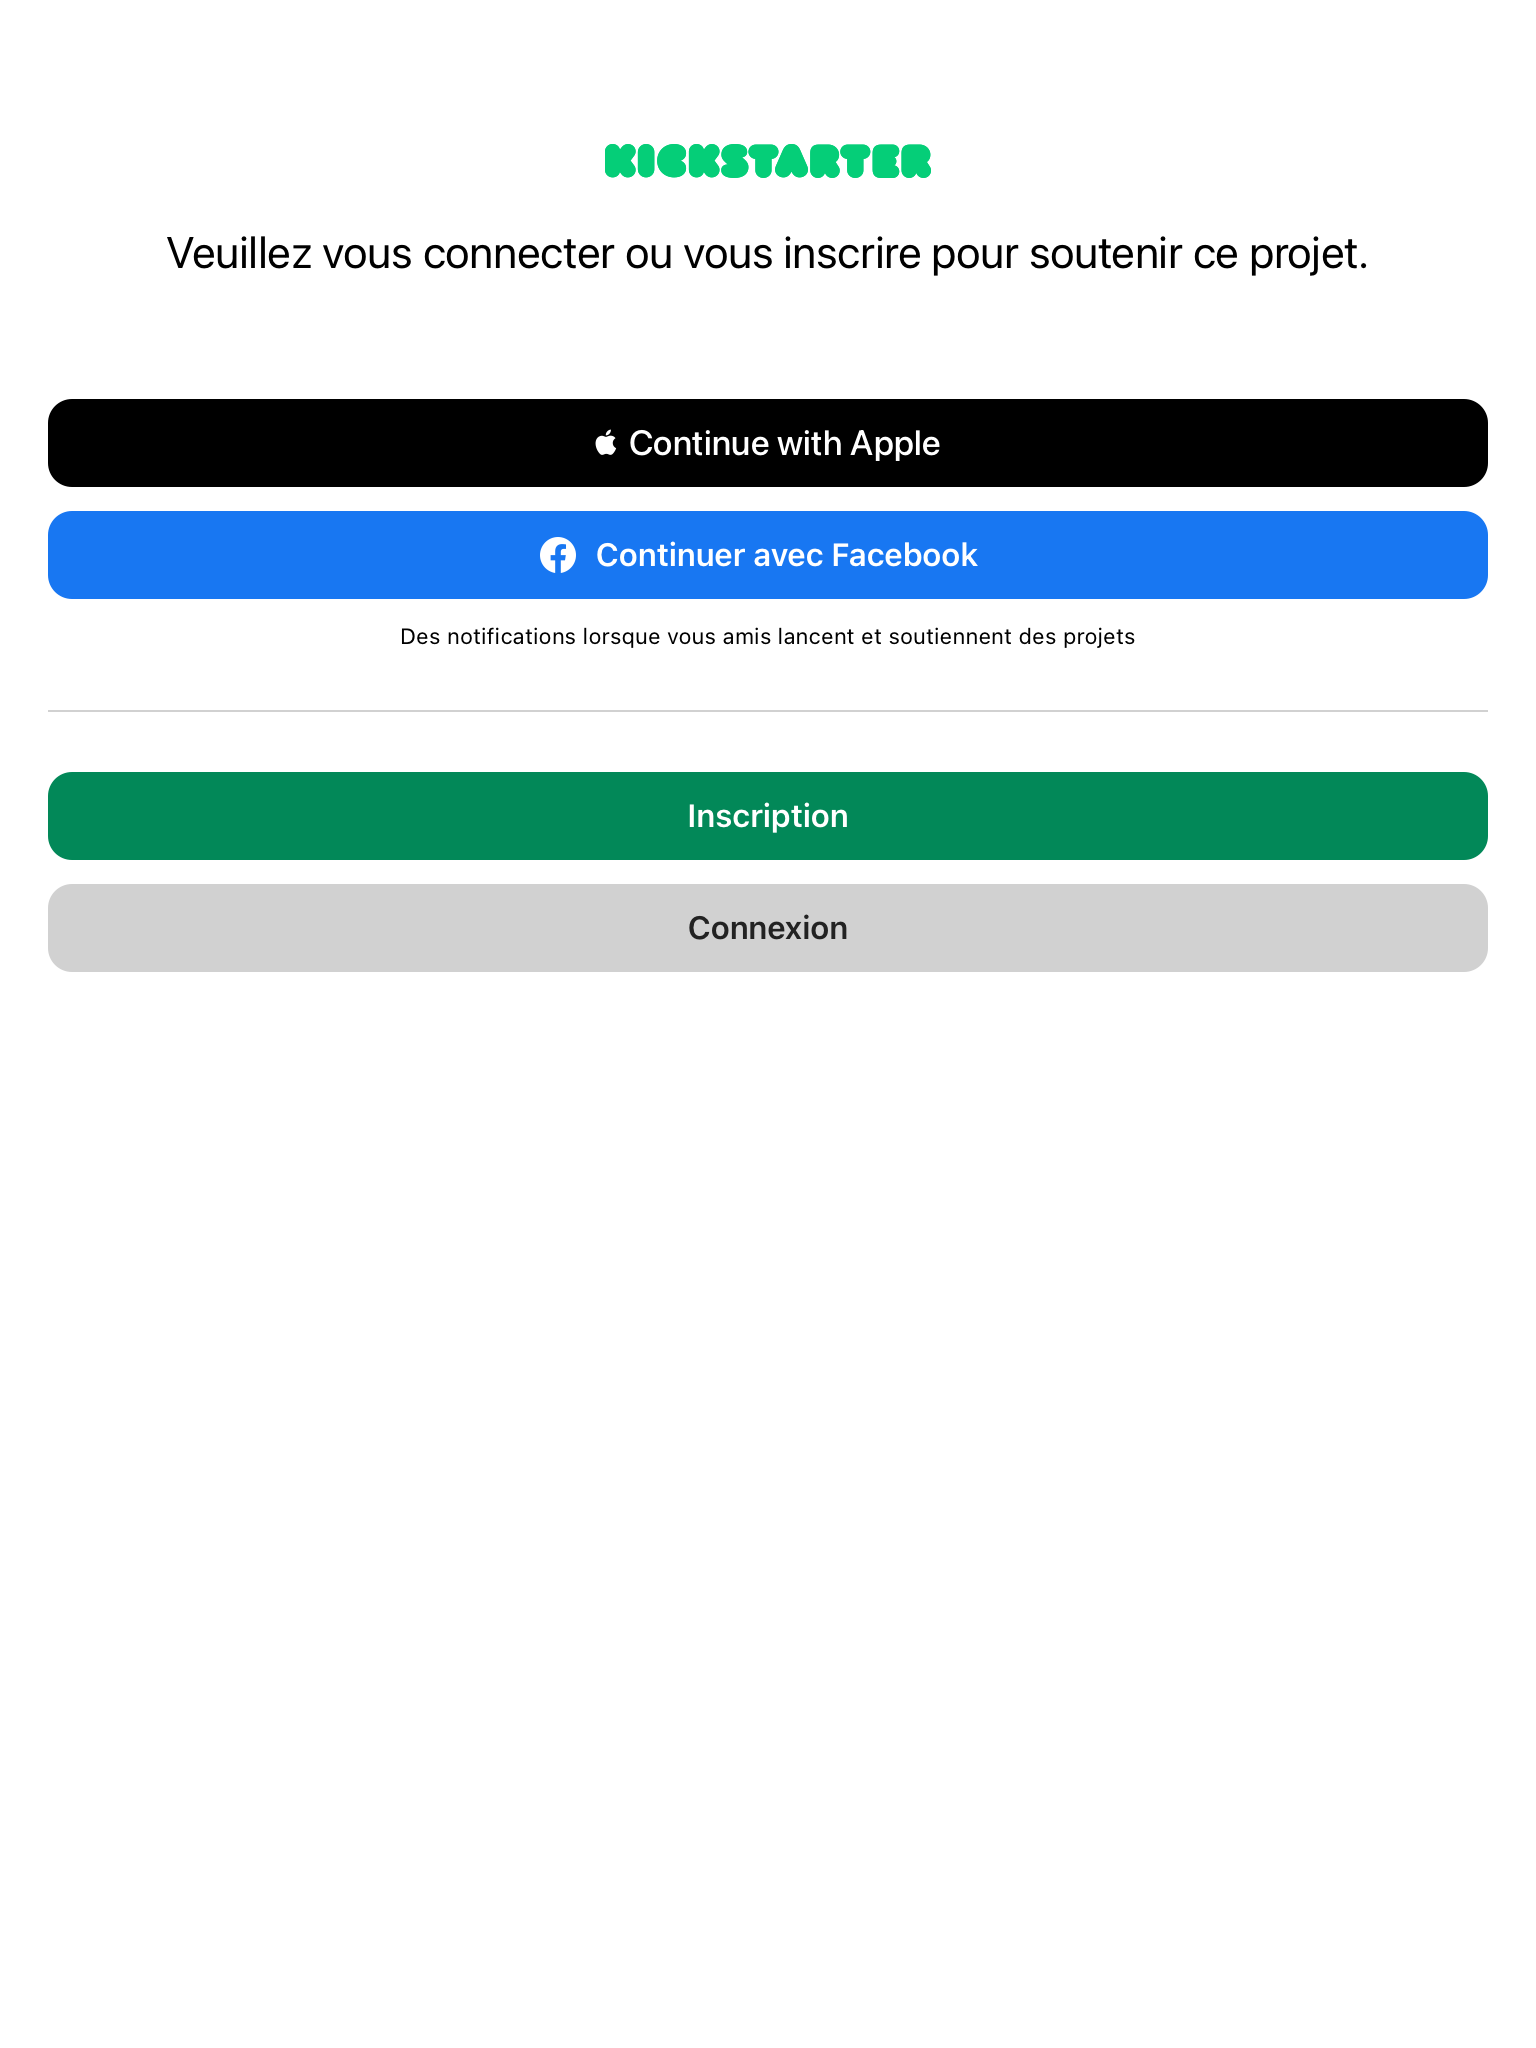 KICKSTARTER
Veuillez vous connecter ou vous inscrire pour soutenir ce projet.
Continue with Apple
Continuer avec Facebook
Des notifications lorsque vous amis lancent et soutiennent des projets
Inscription
Connexion